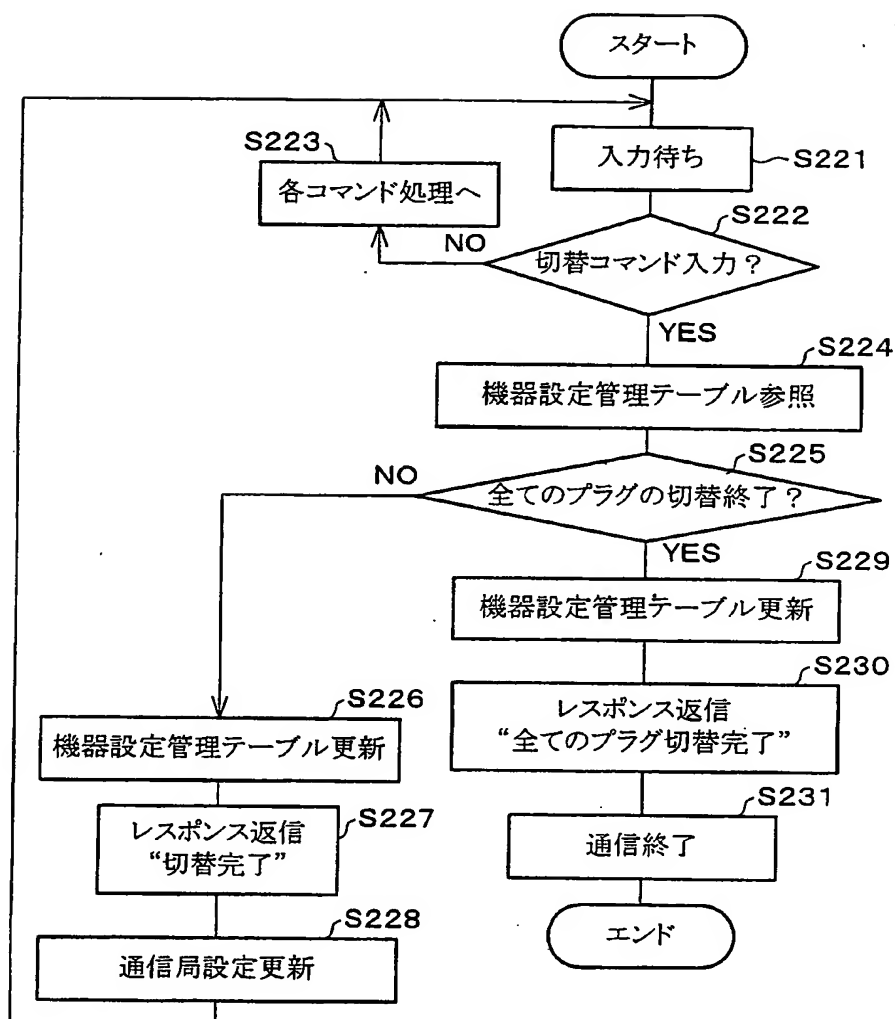 スタート
S221
入力待ち
S222
切替コマンド入力？
NO
S223
各コマンド処理へ
YES
S224
機器設定管理テーブル参照
S225
全てのプラグの切替終了？
NO
YES
S229
機器設定管理テーブル更新
S230
レスポンス返信
“全てのプラグ切替完了”
S231
通信終了
エンド
S226
機器設定管理テーブル更新
S227
レスポンス返信
“切替完了”
S228
通信局設定更新